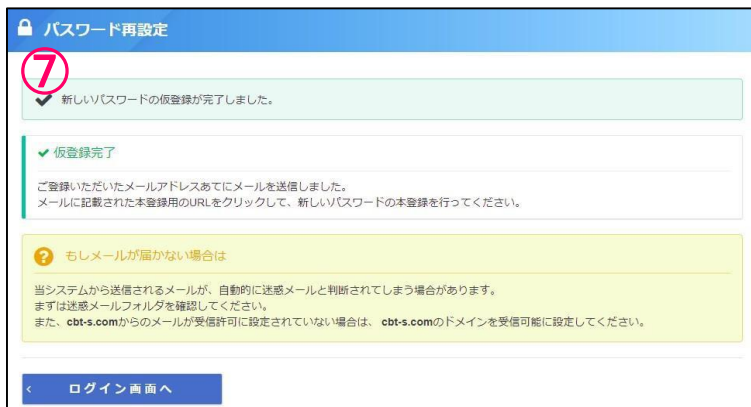 パスワード再設定
⑦
新しいパスワードの仮登録が完了しました。
仮登録完了
ご登録いただいたメールアドレスあてにメールを送信しました。
メールに記載された本登録用のURLをクリックして、新しいパスワードの本登録を行ってください。
もしメールが届かない場合は
当システムから送信されるメールが、自動的に迷惑メールと判断されてしまう場合があります。
まずは迷惑メールフォルダを確認してください。
また、cbt-s.comからのメールが受信許可に設定されていない場合は、 cbt-s.comのドメインを受信可能に設定してください。
ログイン画面へ